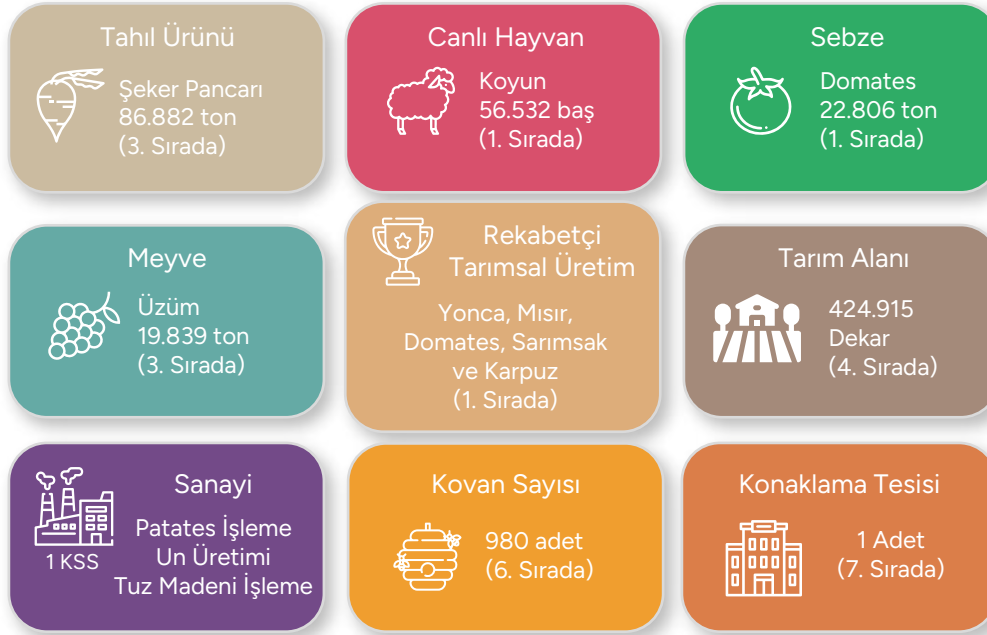 Tahıl Ürünü
Şeker Pancarı
86.882 ton
(3. Sırada)
Canlı Hayvan
Koyun
56.532 baş
(1. Sırada)
Sebze
Domates
22.806 ton
(1. Sırada)
Meyve
Üzüm
19.839 ton
(3. Sırada)
Rekabetçi
Tarımsal Üretim
Yonca, Mısır,
Domates, Sarımsak
ve Karpuz
(1. Sırada)
Tarım Alanı
424.915
Dekar
(4. Sırada)
Sanayi
1 KSS
Patates İşleme
Un Üretimi
Tuz Madeni İşleme
Kovan Sayısı
980 adet
(6. Sırada)
Konaklama Tesisi
1 Adet
(7. Sırada)